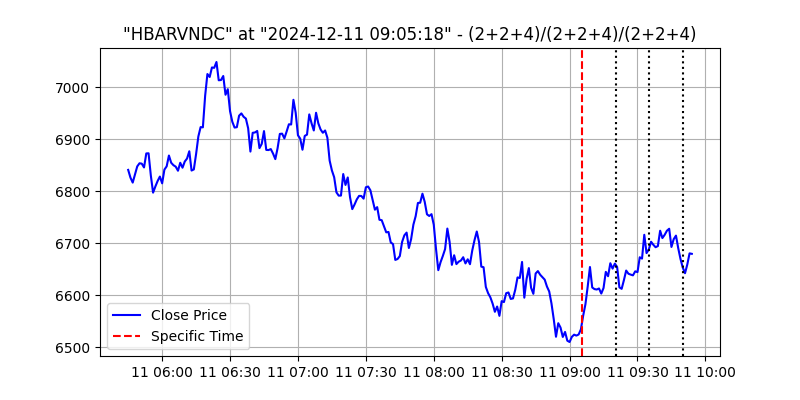 "HBARVNDC" at "2024-12-11 09:05:18" - (2+2+4)/(2+2+4)/(2+2+4)
7000
6900
6800
6700
6600
6500
Close Price
Specific Time
11 06:00 11 06:30 11 07:00 11 07:30 11 08:00 11 08:30 11 09:00 11 09:30 11 10:00